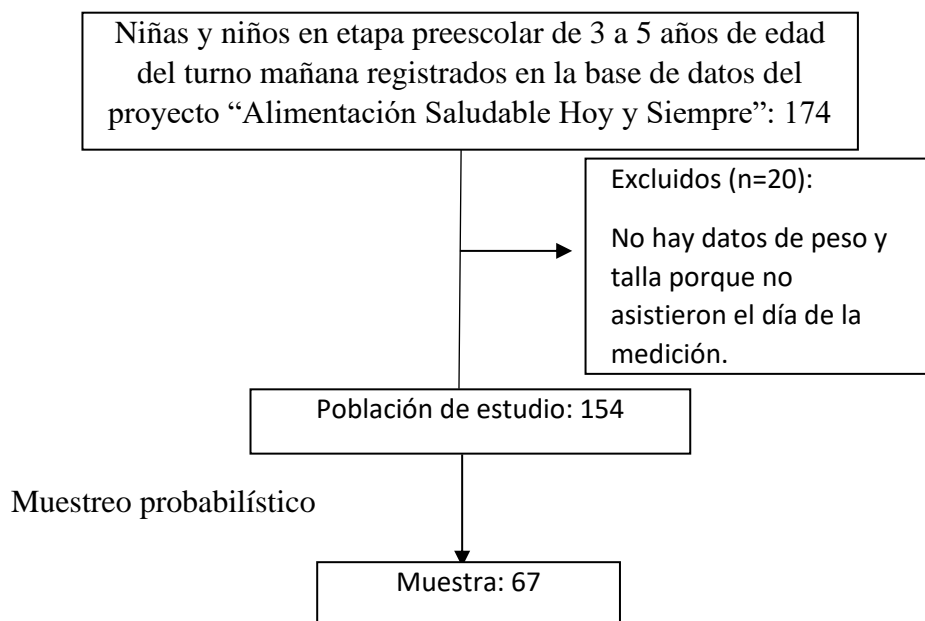 Niñas y niños en etapa preescolar de 3 a 5 años de edad
del turno mañana registrados en la base de datos del
proyecto “Alimentación Saludable Hoy y Siempre”: 174
Excluidos (n=20):
No hay datos de peso y
talla porque no
asistieron el día de la
medición.
Población de estudio: 154
Muestreo probabilístico
Muestra: 67